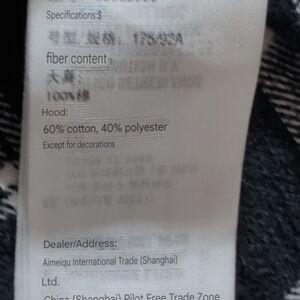 Specifications:$
号型 规格: 175/92A
fiber content
大身:
100%棉
Hood:
60% cotton, 40% polyester
Except for decorations
Dealer/Address:
Aimeiqu International Trade (Shanghai)
Ltd.
China (Shanghai) Pilot Free Trade Zone